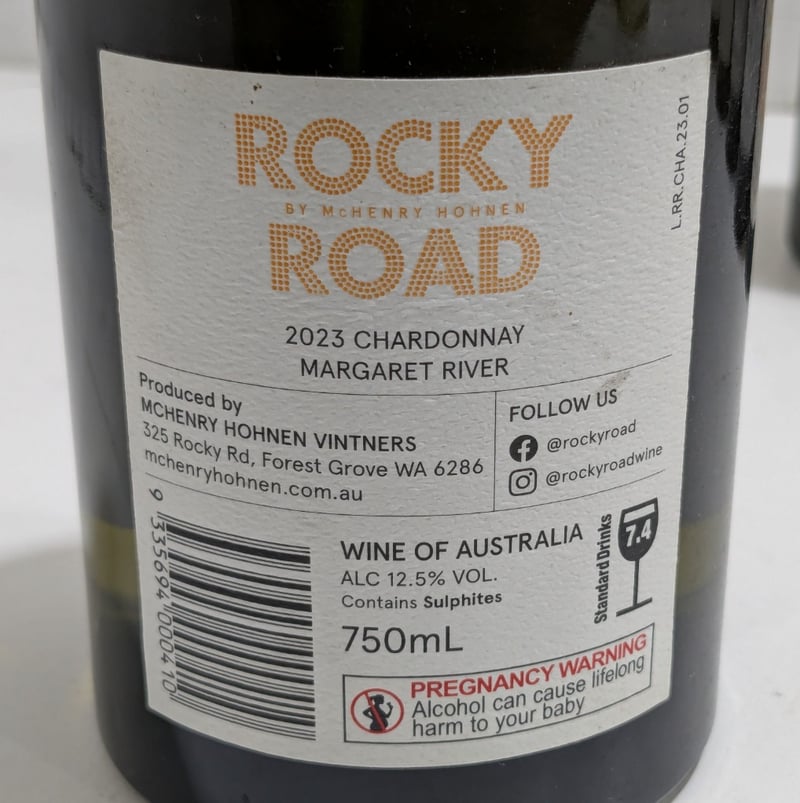 ROCKY
BY McHENRY HOHNEN
ROAD
L.RR.CHA.23.01
2023 CHARDONNAY
MARGARET RIVER
Produced by
MCHENRY HOHNEN VINTNERS
325 Rocky Rd, Forest Grove WA 6286
mchenryhohnen.com.au
FOLLOW US
@rockyroad
@rockyroadwine
9 335694 000410
WINE OF AUSTRALIA
ALC 12.5% VOL.
Contains Sulphites
750mL
Standard Drinks
7.4
PREGNANCY WARNING
Alcohol can cause lifelong
harm to your baby